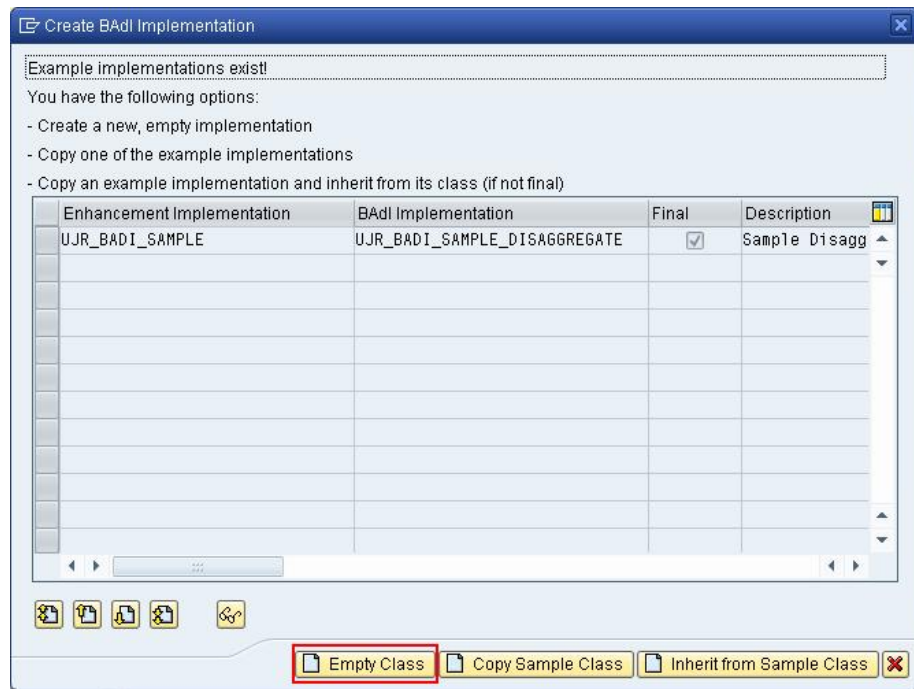 Create BAdI Implementation
Example implementations exist!
You have the following options:
- Create a new, empty implementation
- Copy one of the example implementations
- Copy an example implementation and inherit from its class (if not final)
Enhancement Implementation BAdI Implementation Final Description
UJR_BADI_SAMPLE UJR_BADI_SAMPLE_DISAGGREGATE Sample Disagg
Empty Class Copy Sample Class Inherit from Sample Class